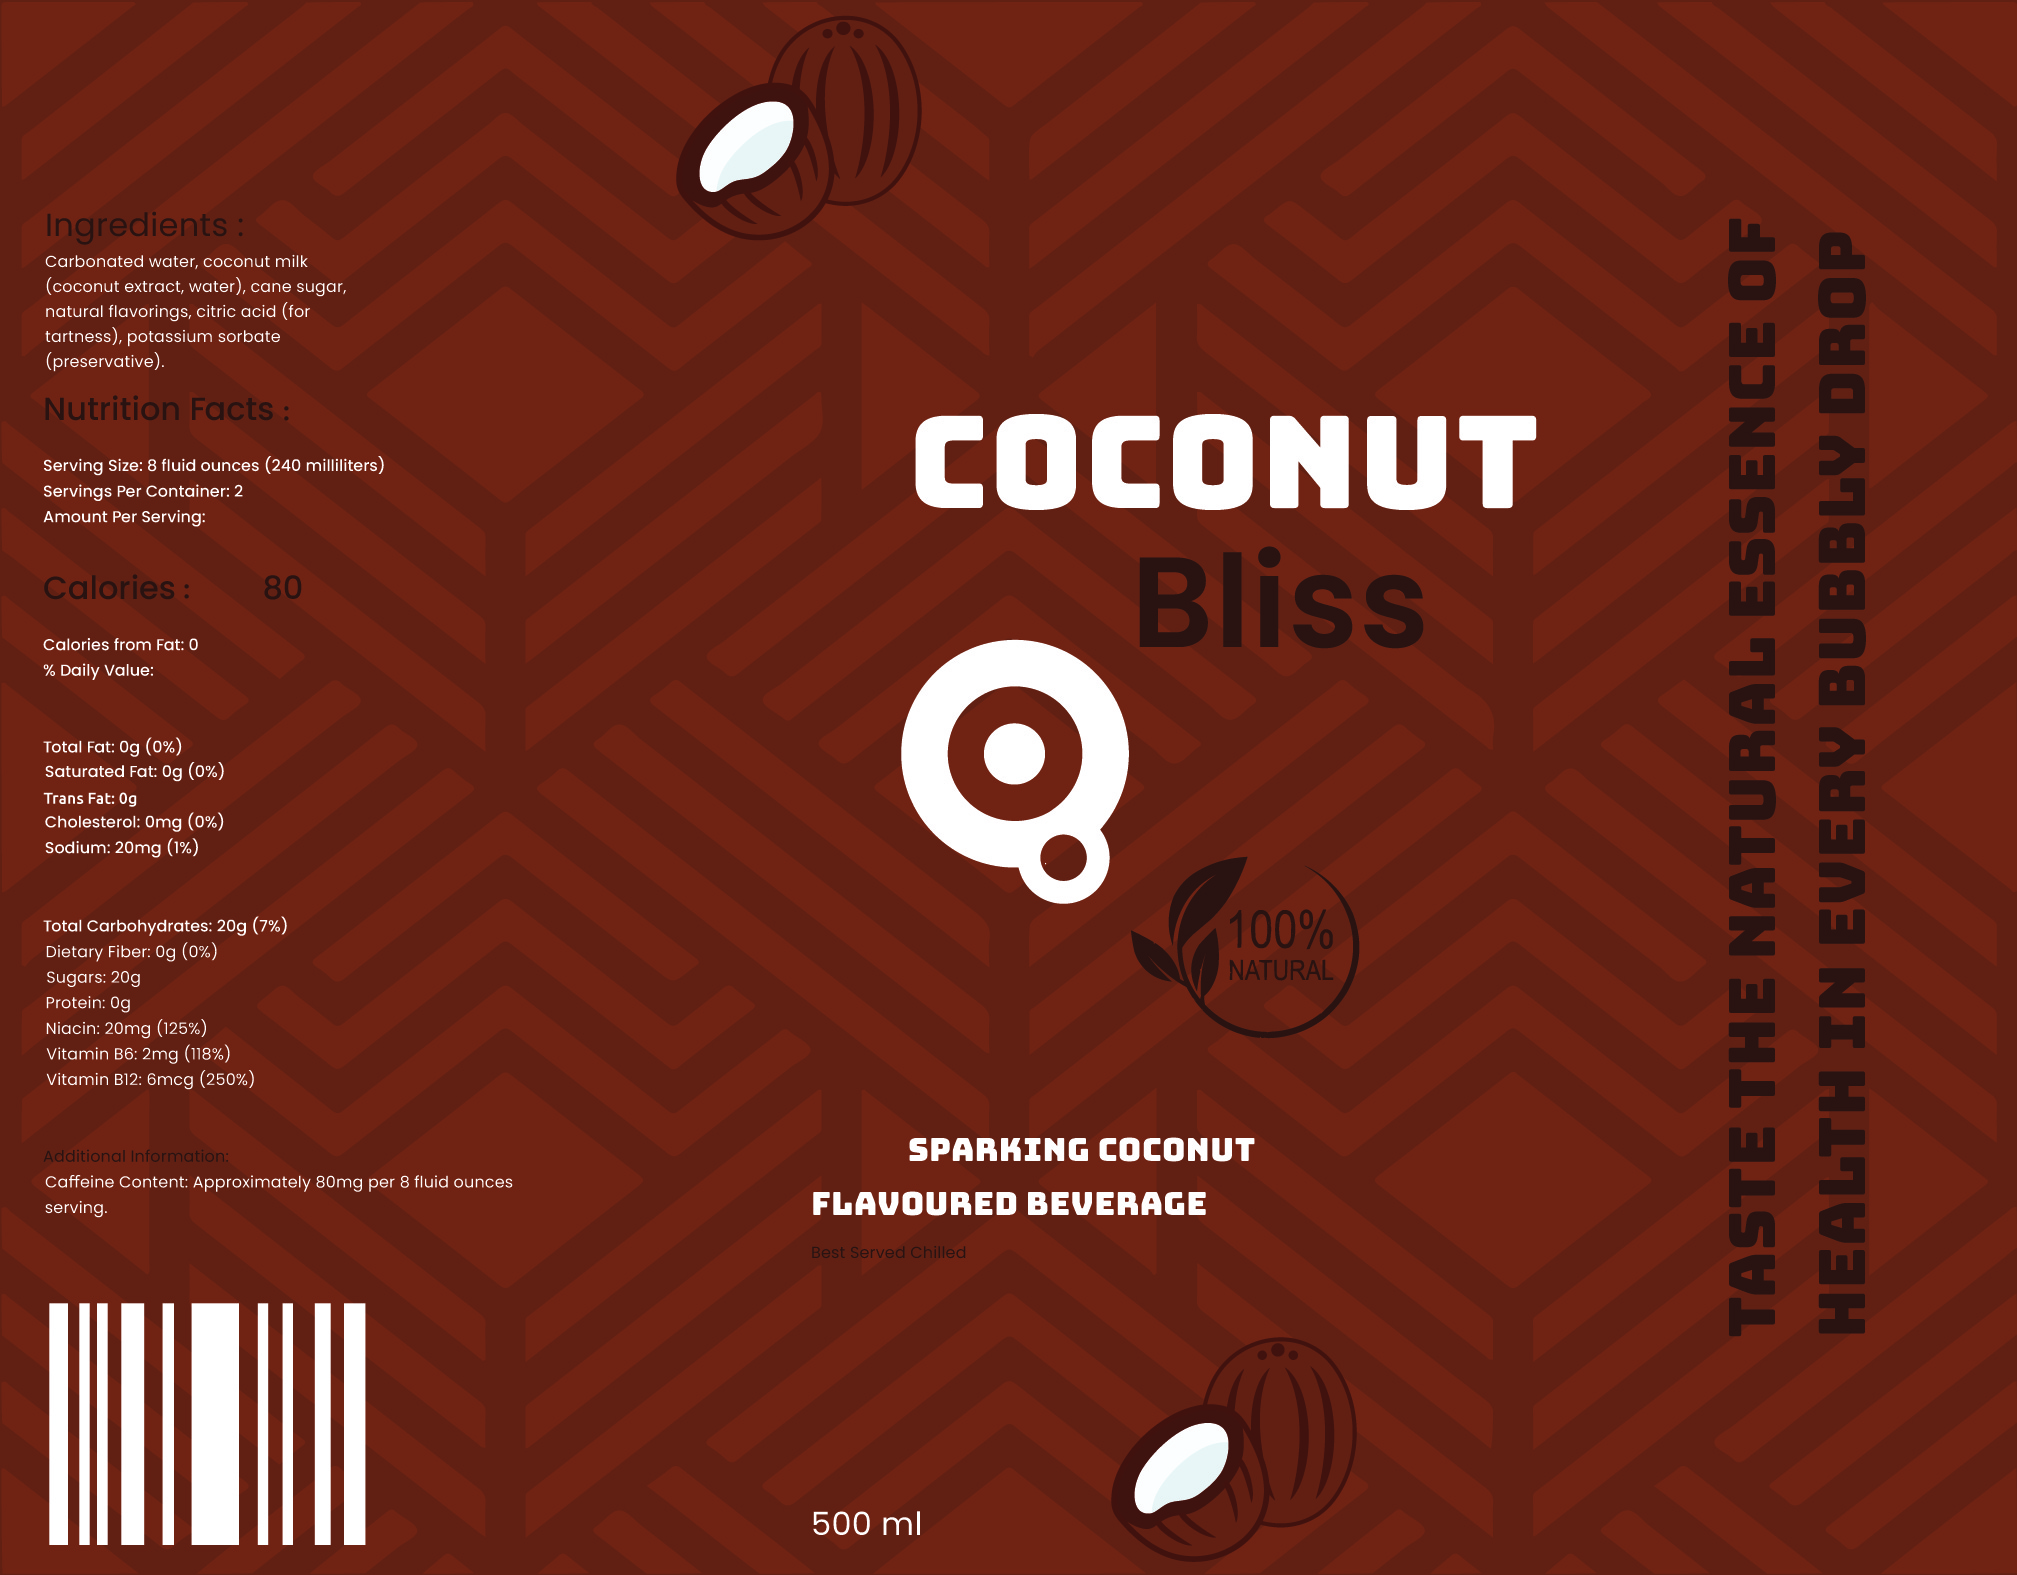 Ingredients :
Carbonated water, coconut milk
(coconut extract, water), cane sugar,
natural flavorings, citric acid (for
tartness), potassium sorbate
(preservative).
Nutrition Facts :
Serving Size: 8 fluid ounces (240 milliliters)
Servings Per Container: 2
Amount Per Serving:
Calories : 80
Calories from Fat: 0
% Daily Value:
Total Fat: 0g (0%)
Saturated Fat: 0g (0%)
Trans Fat: 0g
Cholesterol: 0mg (0%)
Sodium: 20mg (1%)
Total Carbohydrates: 20g (7%)
Dietary Fiber: 0g (0%)
Sugars: 20g
Protein: 0g
Niacin: 20mg (125%)
Vitamin B6: 2mg (118%)
Vitamin B12: 6mcg (250%)
Additional Information:
Caffeine Content: Approximately 80mg per 8 fluid ounces
serving.
COCONUT
Bliss
100%
NATURAL
SPARKING COCONUT
FLAVOURED BEVERAGE
Best Served Chilled
500 ml
TASTE THE NATURAL ESSENCE OF
HEALTH IN EVERY BUBBLY DROP